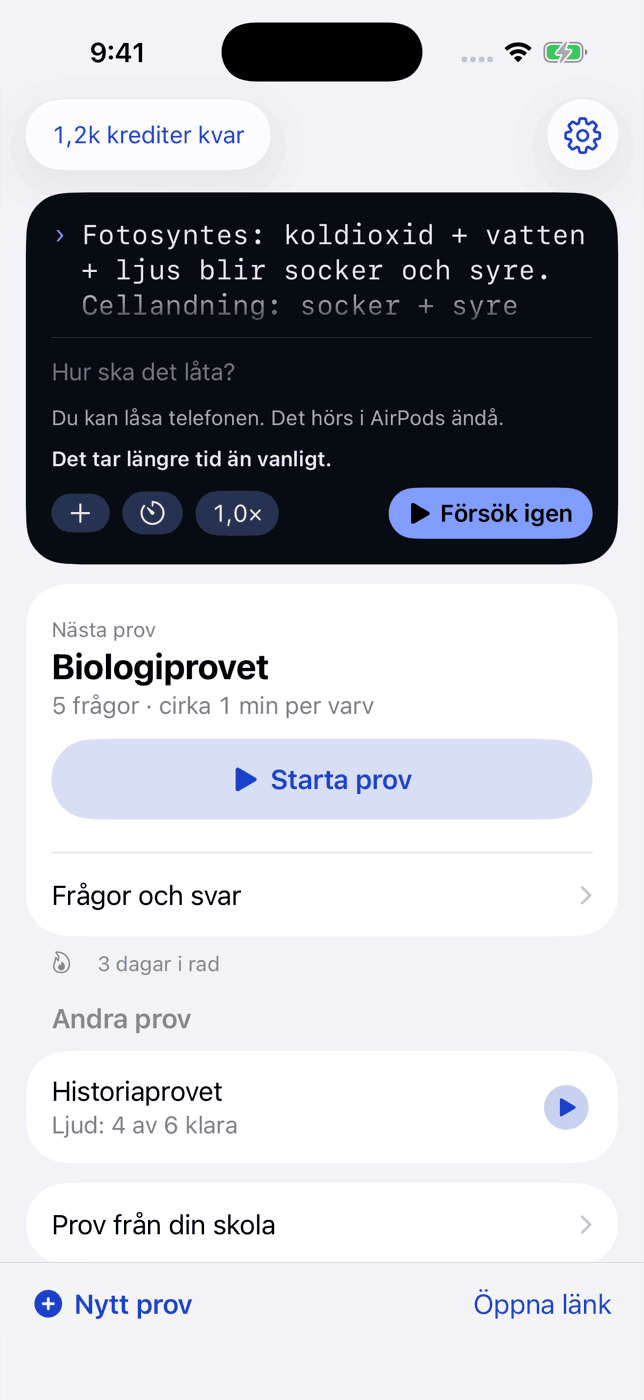 9:41
1,2k krediter kvar
› Fotosyntes: koldioxid + vatten
+ ljus blir socker och syre.
Cellandning: socker + syre
Hur ska det låta?
Du kan låsa telefonen. Det hörs i AirPods ändå.
Det tar längre tid än vanligt.
1,0×
Försök igen
Nästa prov
Biologiprovet
5 frågor · cirka 1 min per varv
Starta prov
Frågor och svar
3 dagar i rad
Andra prov
Historiaprovet
Ljud: 4 av 6 klara
Prov från din skola
Nytt prov
Öppna länk